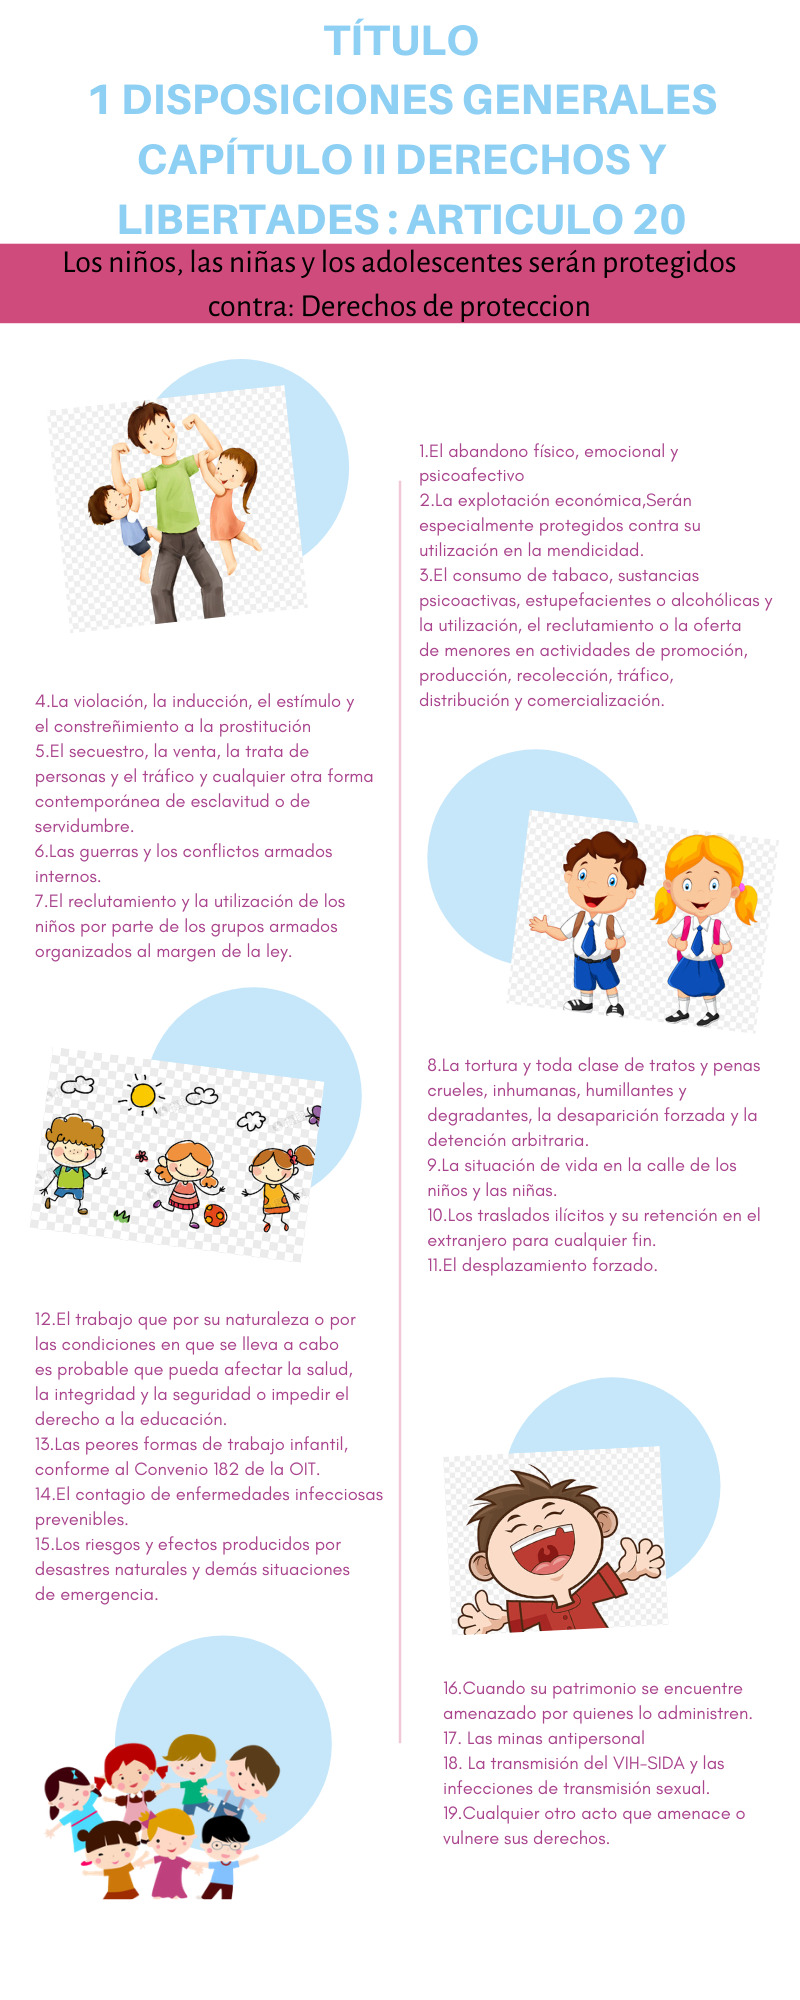 TÍTULO
1 DISPOSICIONES GENERALES
CAPÍTULO II DERECHOS Y
LIBERTADES : ARTICULO 20
Los niños, las niñas y los adolescentes serán protegidos
contra: Derechos de proteccion
1.El abandono físico, emocional y
psicoafectivo
2.La explotación económica,Serán
especialmente protegidos contra su
utilización en la mendicidad.
3.El consumo de tabaco, sustancias
psicoactivas, estupefacientes o alcohólicas y
la utilización, el reclutamiento o la oferta
de menores en actividades de promoción,
producción, recolección, tráfico,
distribución y comercialización.
4.La violación, la inducción, el estímulo y
el constreñimiento a la prostitución
5.El secuestro, la venta, la trata de
personas y el tráfico y cualquier otra forma
contemporánea de esclavitud o de
servidumbre.
6.Las guerras y los conflictos armados
internos.
7.El reclutamiento y la utilización de los
niños por parte de los grupos armados
organizados al margen de la ley.
8.La tortura y toda clase de tratos y penas
crueles, inhumanas, humillantes y
degradantes, la desaparición forzada y la
detención arbitraria.
9.La situación de vida en la calle de los
niños y las niñas.
10.Los traslados ilícitos y su retención en el
extranjero para cualquier fin.
11.El desplazamiento forzado.
12.El trabajo que por su naturaleza o por
las condiciones en que se lleva a cabo
es probable que pueda afectar la salud,
la integridad y la seguridad o impedir el
derecho a la educación.
13.Las peores formas de trabajo infantil,
conforme al Convenio 182 de la OIT.
14.El contagio de enfermedades infecciosas
prevenibles.
15.Los riesgos y efectos producidos por
desastres naturales y demás situaciones
de emergencia.
16.Cuando su patrimonio se encuentre
amenazado por quienes lo administren.
17. Las minas antipersonal
18. La transmisión del VIH-SIDA y las
infecciones de transmisión sexual.
19.Cualquier otro acto que amenace o
vulnere sus derechos.